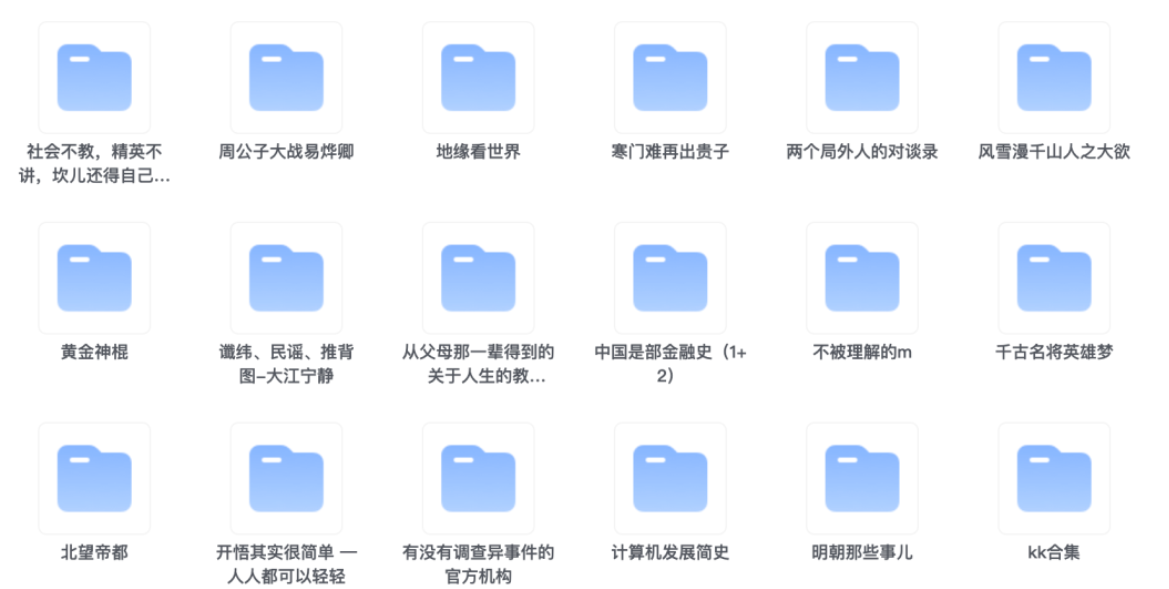 社会不教，精英不
讲，坎儿还得自己...
周公子大战易烨卿
地缘看世界
寒门难再出贵子
两个局外人的对谈录
风雪漫千山人之大欲
黄金神棍
谶纬、民谣、推背
图-大江宁静
从父母那一辈得到的
关于人生的教...
中国是部金融史（1+
2）
不被理解的m
千古名将英雄梦
北望帝都
开悟其实很简单 —
人人都可以轻轻
有没有调查异事件的
官方机构
计算机发展简史
明朝那些事儿
kk合集